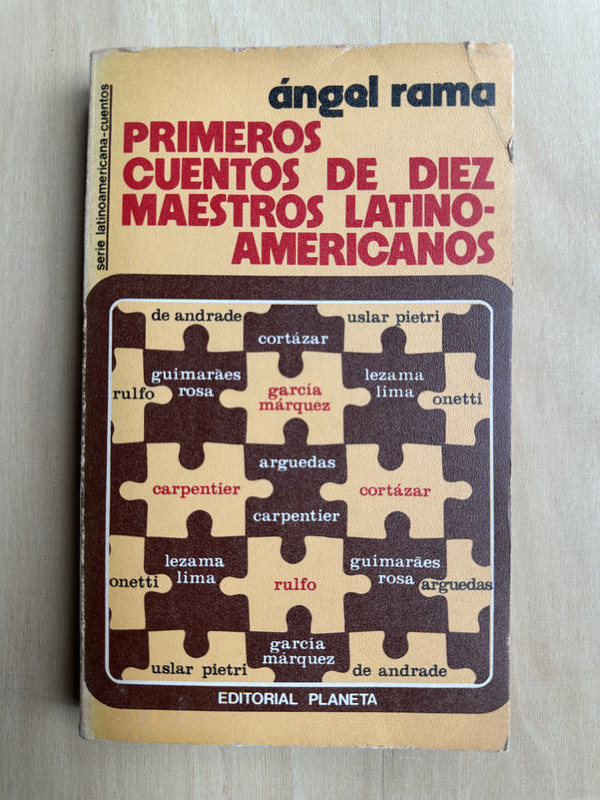 serie latinoamericana-cuentos
ángel rama
PRIMEROS
CUENTOS DE DIEZ
MAESTROS LATINO-
AMERICANOS
de andrade
uslar pietri
cortázar
guimarães
rosa
lezama
lima
rulfo
garcía
márquez
onetti
arguedas
carpentier
cortázar
carpentier
lezama
lima
guimarães
rosa
onetti
rulfo
arguedas
garcía
márquez
uslar pietri
de andrade
EDITORIAL PLANETA